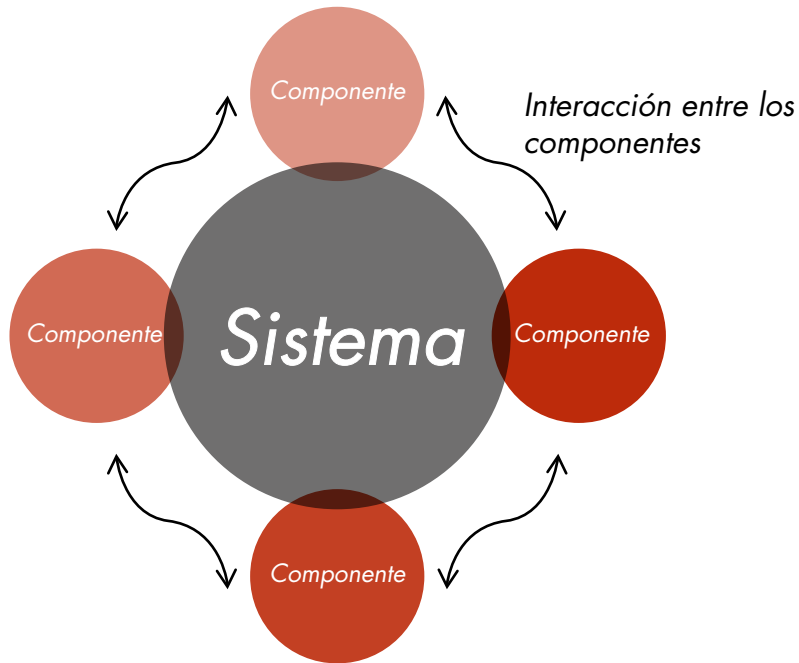 Componente
Interacción entre los
componentes
Componente
Sistema
Componente
Componente